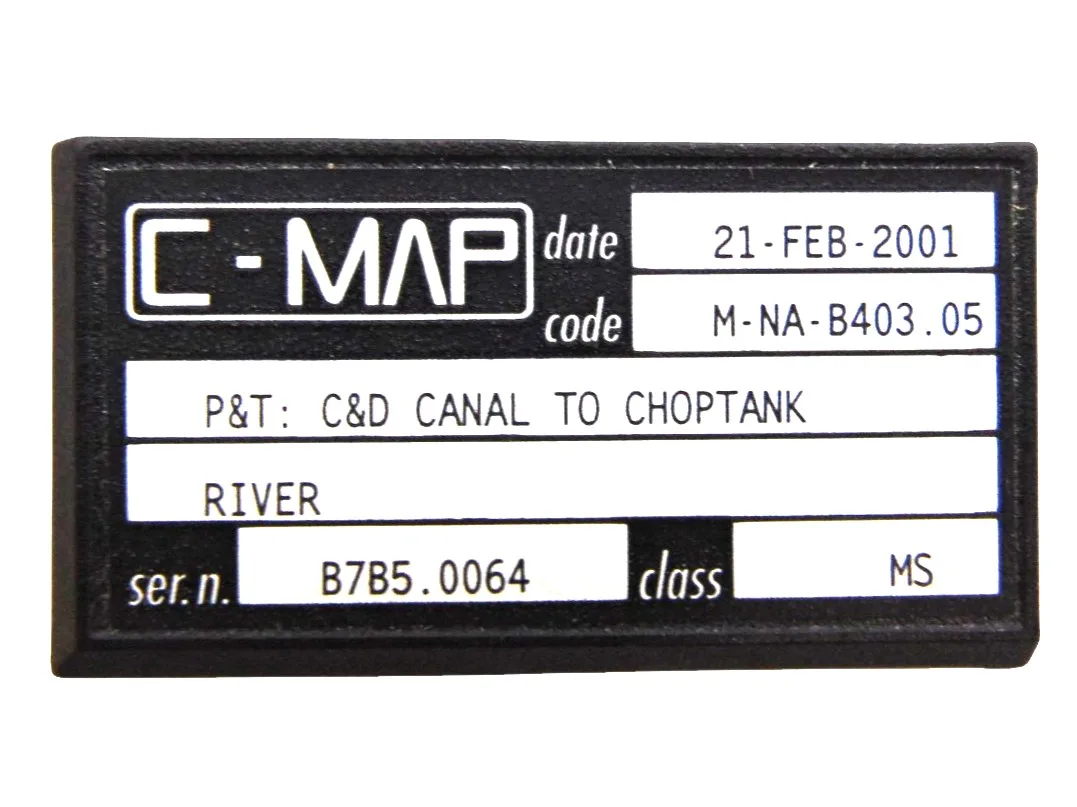 C-MAP date 21-FEB-2001
code M-NA-B403.05
P&T: C&D CANAL TO CHOPTANK
RIVER
ser.n. B7B5.0064 class MS